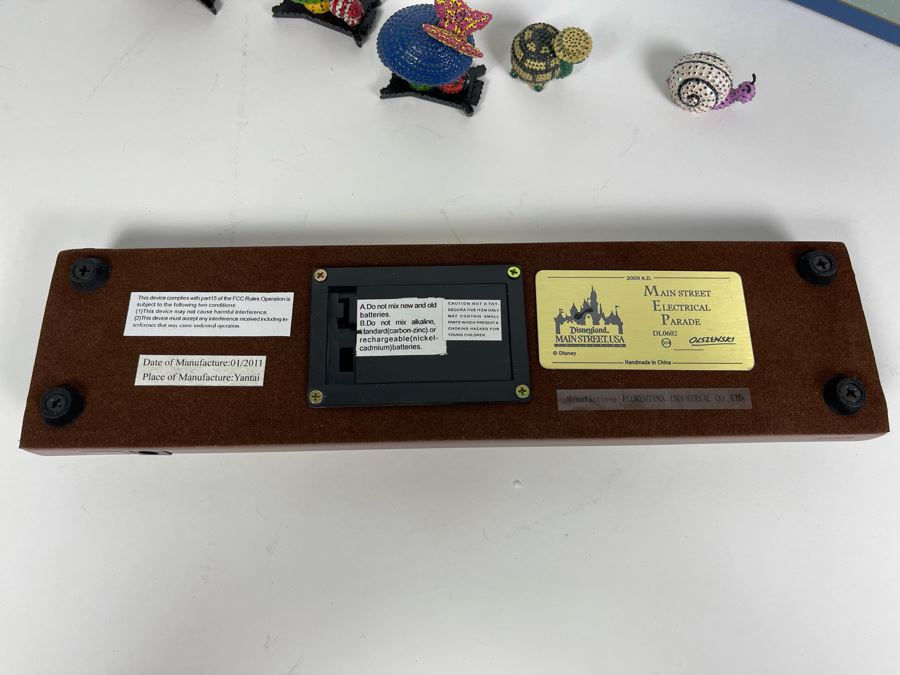 This device complies with part15 of the FCC Rules.Operation is
subject to the following two conditions:
(1)This device may not cause harmful interference.
(2)This device must accept any interference received.including in-
terference that may cause undesired operation.
Date of Manufacture:01/2011
Place of Manufacture:Yantai
A.Do not mix new and old
batteries.
B.Do not mix alkaline,
standard(carbon-zinc),or
rechargeable(nickel-
cadmium)batteries.
CAUTION NOT A TOY-
DECORATIVE ITEM ONLY
MAY CONTAIN SMALL
PARTS WHICH PRESENT A
CHOKING HAZARD FOR
YOUNG CHILDREN.
2009 A.D.
Disneyland
MAIN STREET, USA
COLLECTION
© Disney
MAIN STREET
ELECTRICAL
PARADE
DL0602
OLSZEWSKI
Handmade in China
Manufacture: FLORENTINA INDUSTRIAL CO.,LTD.